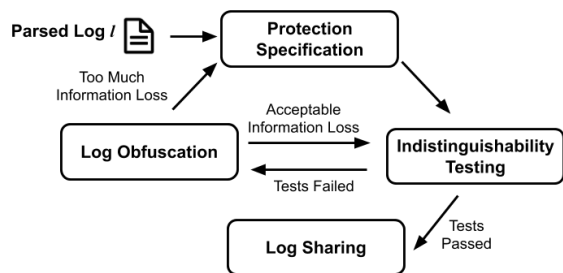 Parsed Log /
Protection
Specification
Too Much
Information Loss
Acceptable
Information Loss
Log Obfuscation
Indistinguishability
Testing
Tests Failed
Tests
Passed
Log Sharing